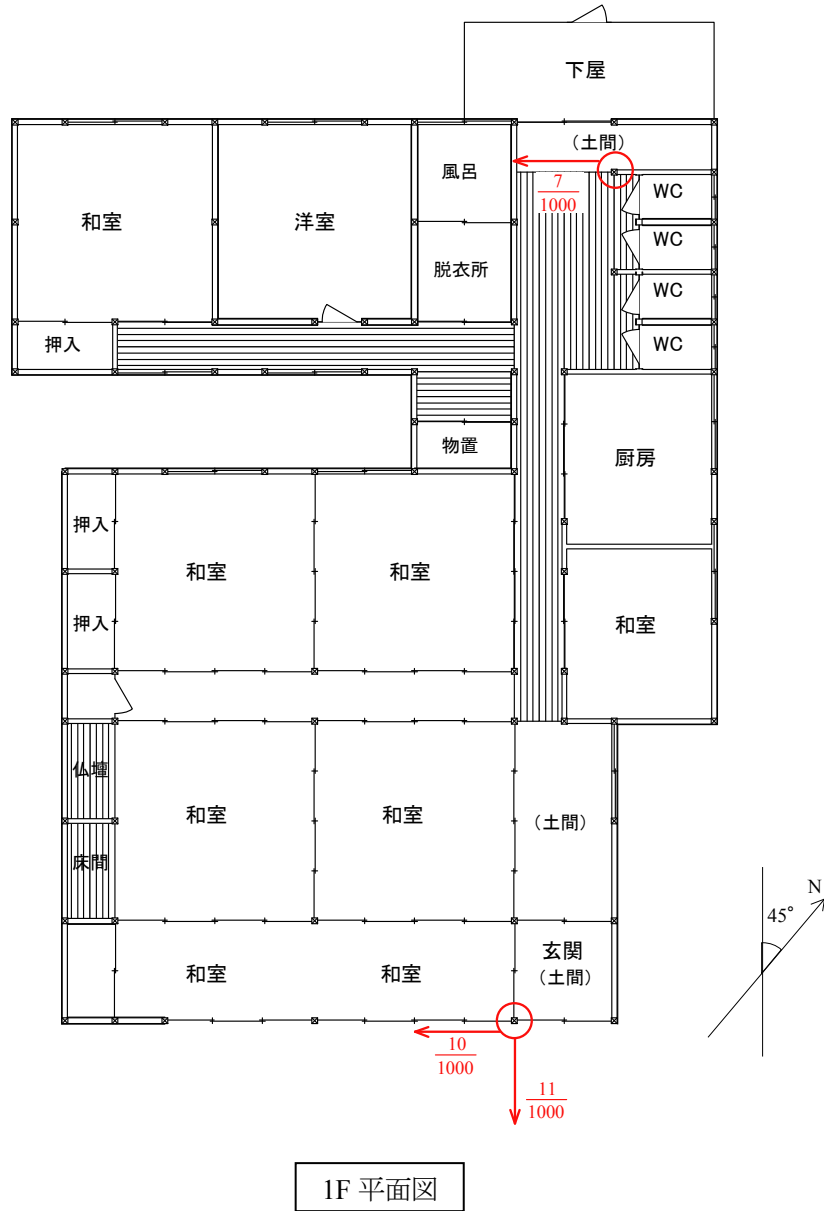 下屋
(土間)
風呂
7
1000
WC
和室
洋室
WC
脱衣所
WC
押入
WC
物置
厨房
押入
和室
和室
押入
和室
仏壇
和室
和室
(土間)
床間
N
45°
和室
和室
玄関
(土間)
10
1000
11
1000
1F 平面図